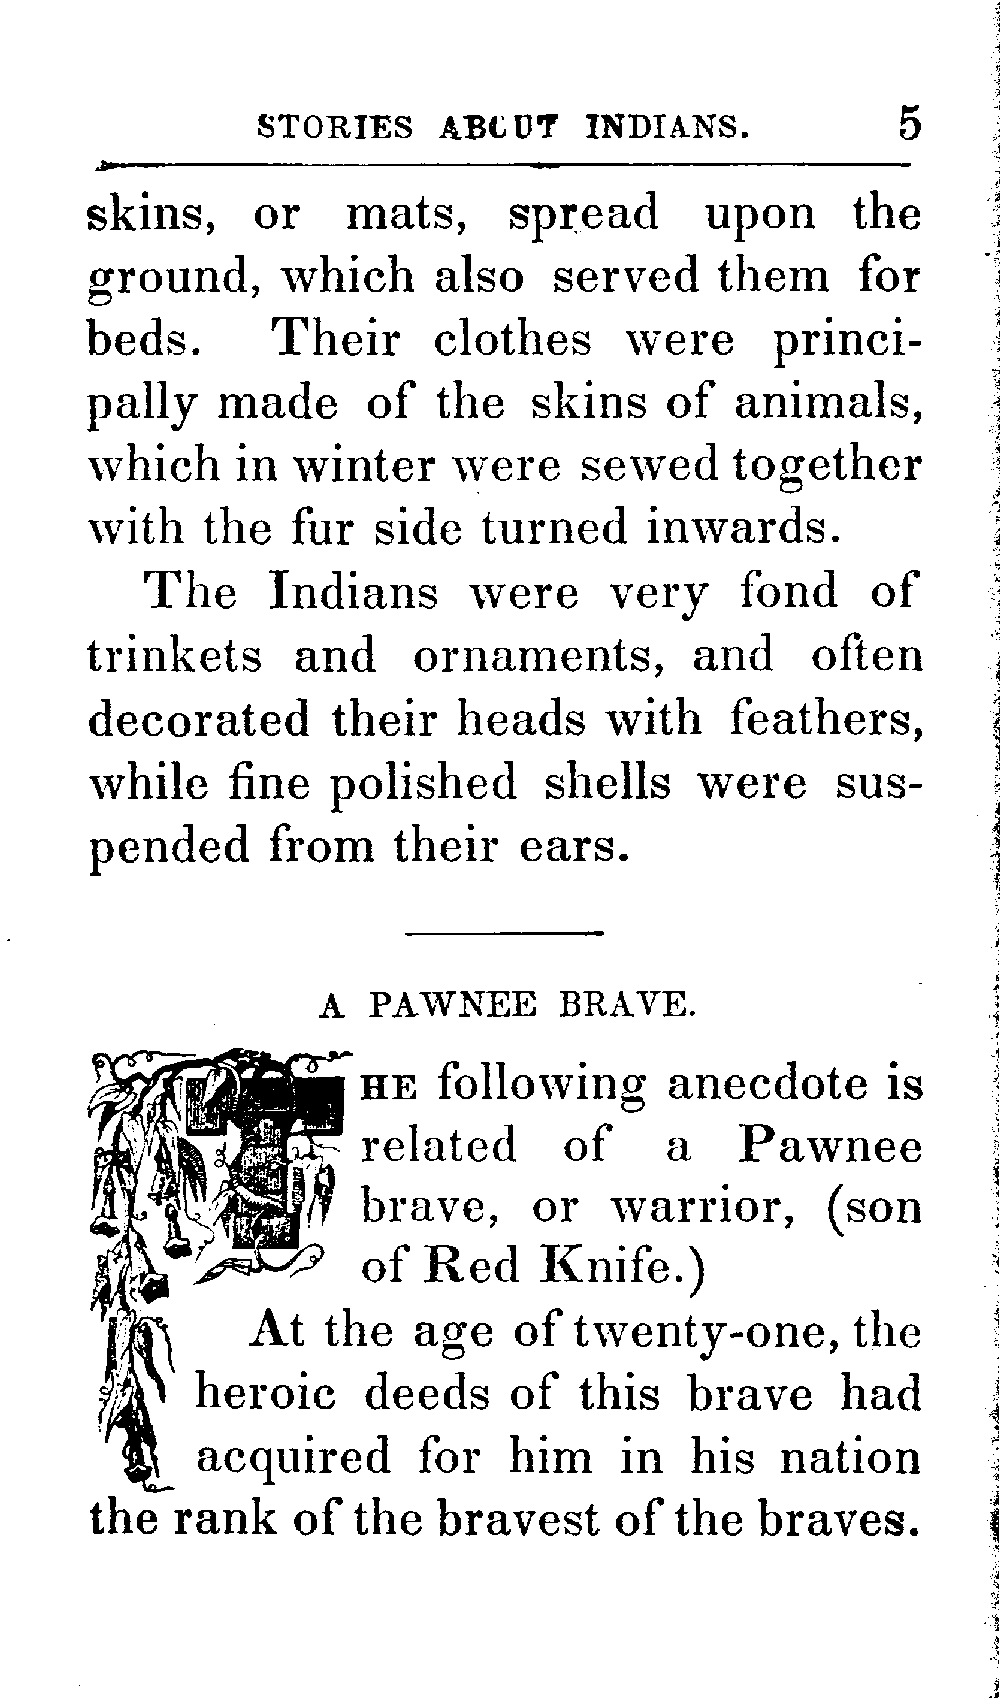 STORIES ABOUT INDIANS. 5
skins, or mats, spread upon the
ground, which also served them for
beds. Their clothes were princi-
pally made of the skins of animals,
which in winter were sewed together
with the fur side turned inwards.
The Indians were very fond of
trinkets and ornaments, and often
decorated their heads with feathers,
while fine polished shells were sus-
pended from their ears.
A PAWNEE BRAVE.
THE following anecdote is
related of a Pawnee
brave, or warrior, (son
of Red Knife.)
At the age of twenty-one, the
heroic deeds of this brave had
acquired for him in his nation
the rank of the bravest of the braves.